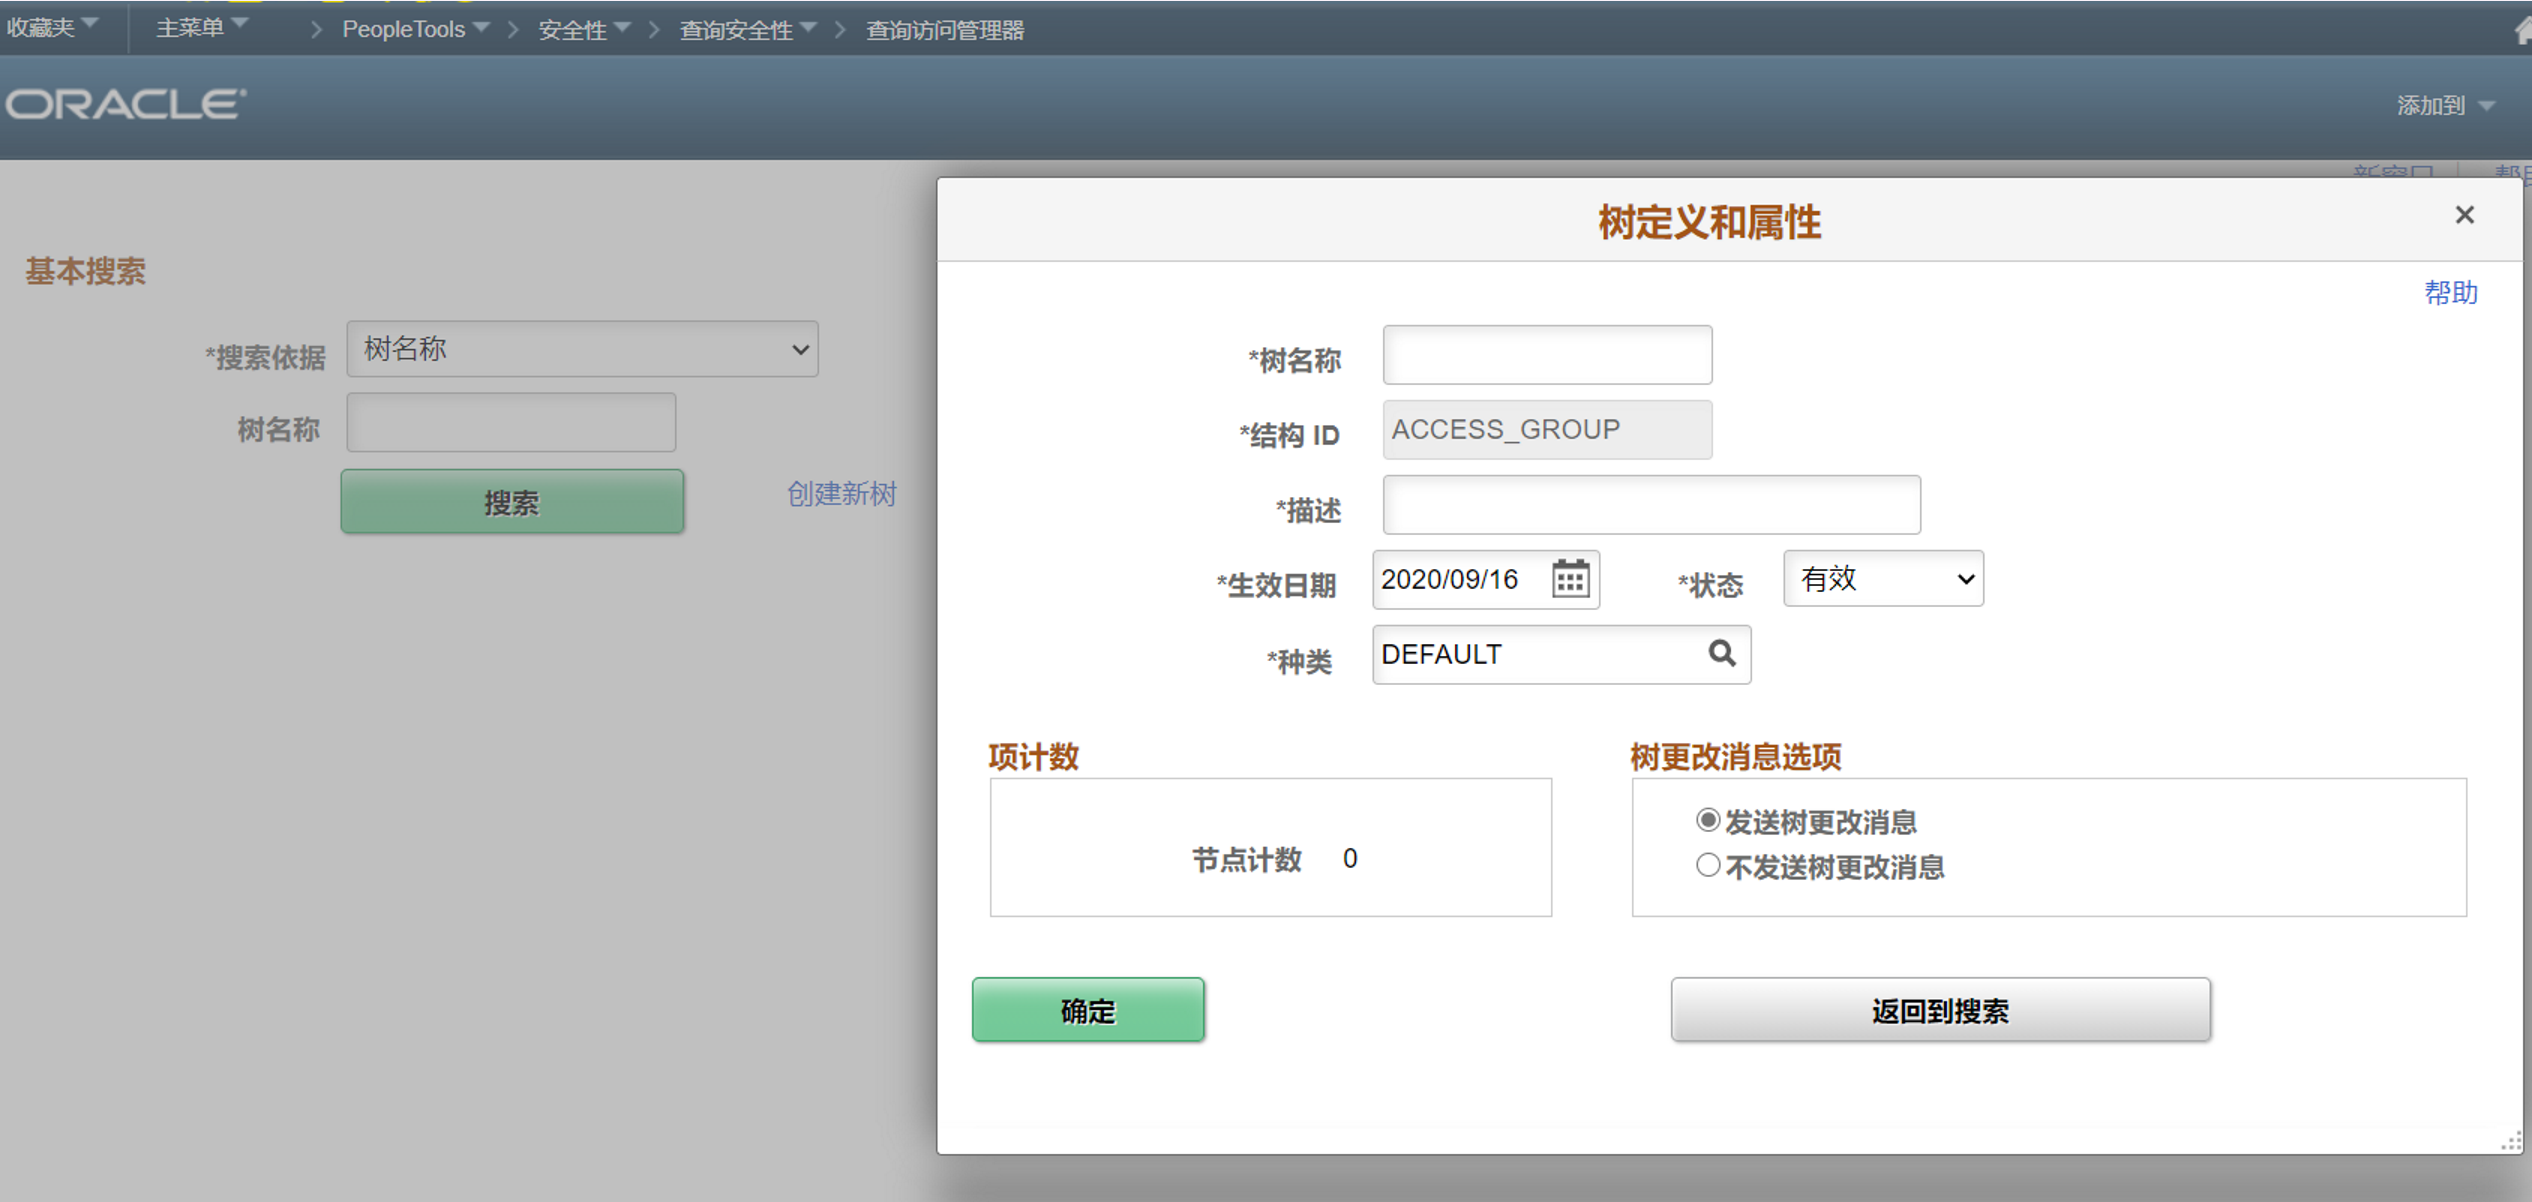 收藏夹 主菜单 > PeopleTools > 安全性 > 查询安全性 > 查询访问管理器
ORACLE®
添加到
新窗口 | 帮助
基本搜索
*搜索依据 树名称
树名称
搜索 创建新树
树定义和属性 ×
帮助
*树名称
*结构 ID ACCESS_GROUP
*描述
*生效日期 2020/09/16 *状态 有效
*种类 DEFAULT
项计数
节点计数 0
树更改消息选项
发送树更改消息
不发送树更改消息
确定 返回到搜索